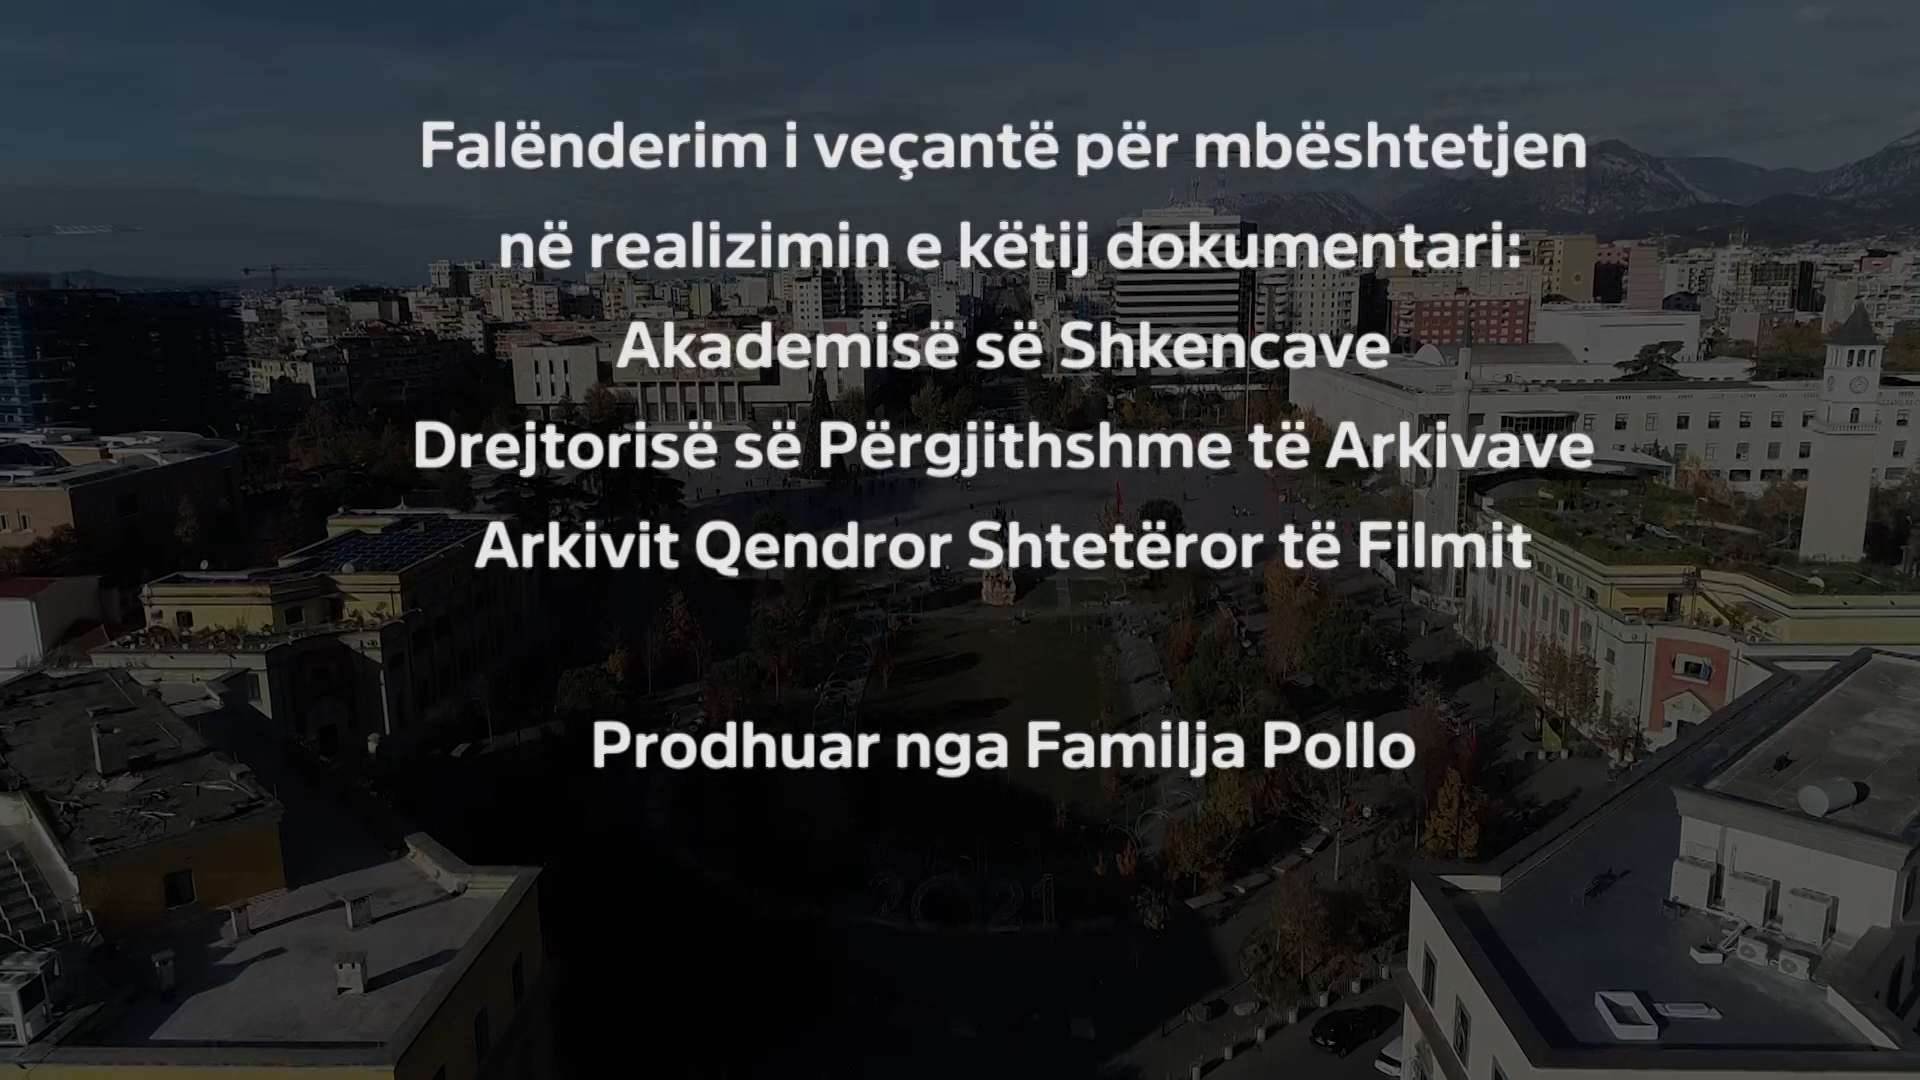 Falënderim i veçantë për mbështetjen
në realizimin e këtij dokumentari:
Akademisë së Shkencave
Drejtorisë së Përgjithshme të Arkivave
Arkivit Qendror Shtetëror të Filmit
Prodhuar nga Familja Pollo
2021